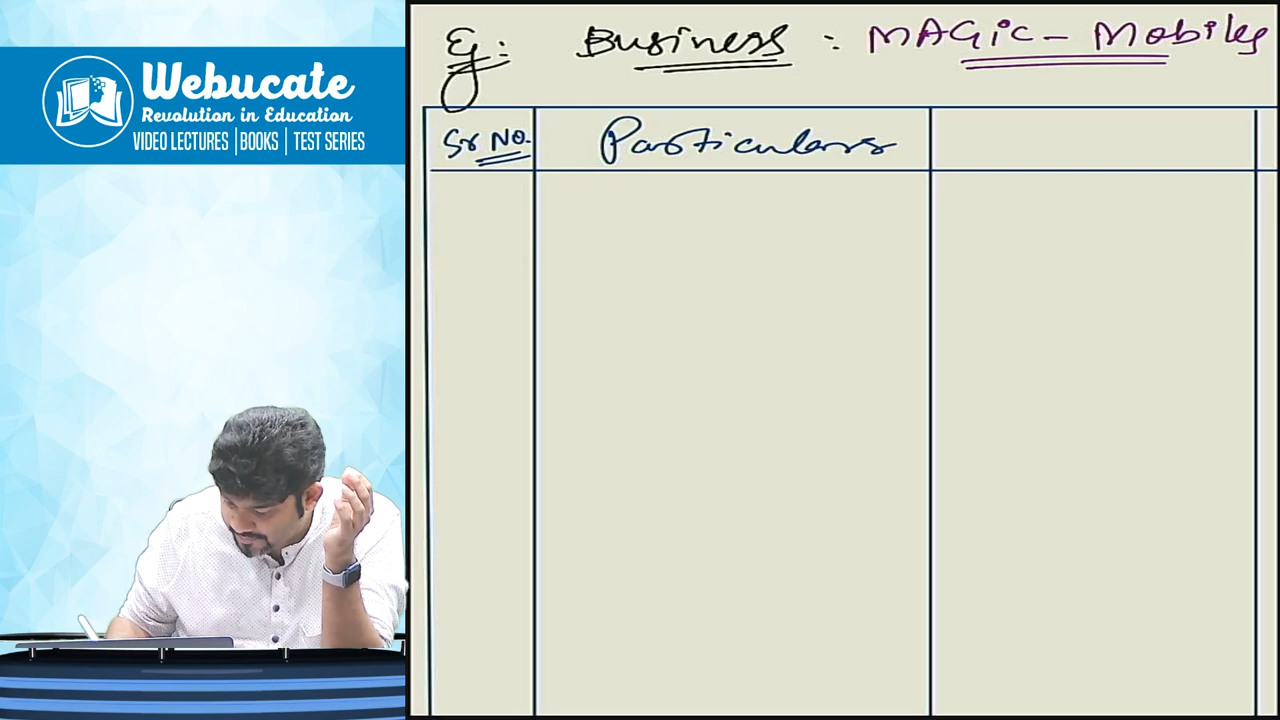 Webucate
Revolution in Education
VIDEO LECTURES | BOOKS | TEST SERIES
Eg: Business : MAGiC - Mobiles
Sr No. Particulars